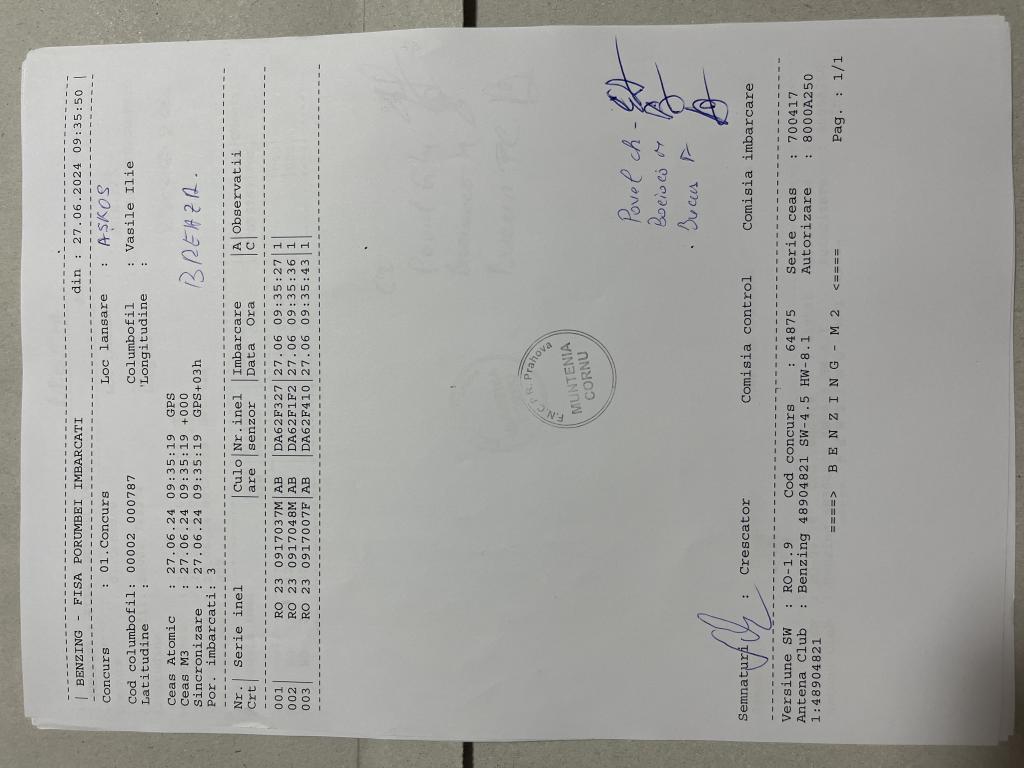 | BENZING - FISA PORUMBEI IMBARCATI din : 27.06.2024 09:35:50 |
Concurs : 01.Concurs Loc lansare : ASKOS
Cod columbofil: 00002 000787 Columbofil : Vasile Ilie
Latitudine : 'Longitudine :
BREAZA.
Ceas Atomic : 27.06.24 09:35:19 GPS
Ceas M3 : 27.06.24 09:35:19 +000
Sincronizare : 27.06.24 09:35:19 GPS+03h
Por. imbarcati: 3
Nr.| Serie inel |Culo|Nr.inel |Imbarcare |A|Observatii
Crt| |are |senzor |Data Ora |C|
001| RO 23 0917037M|AB |DA62F327|27.06 09:35:27|1|
002| RO 23 0917048M|AB |DA62F1F2|27.06 09:35:36|1|
003| RO 23 0917007F|AB |DA62F410|27.06 09:35:43|1|
F.N.C.P.R. Prahova
MUNTENIA
CORNU
Pavel ch -
Semnaturi : Crescator Comisia control Comisia imbarcare
Versiune SW : RO-1.9 Cod concurs : 64875 Serie ceas : 700417
Antena Club : Benzing 48904821 SW-4.5 HW-8.1 Autorizare : 8000A250
1:48904821
====> B E N Z I N G - M 2 <==== Pag. : 1/1